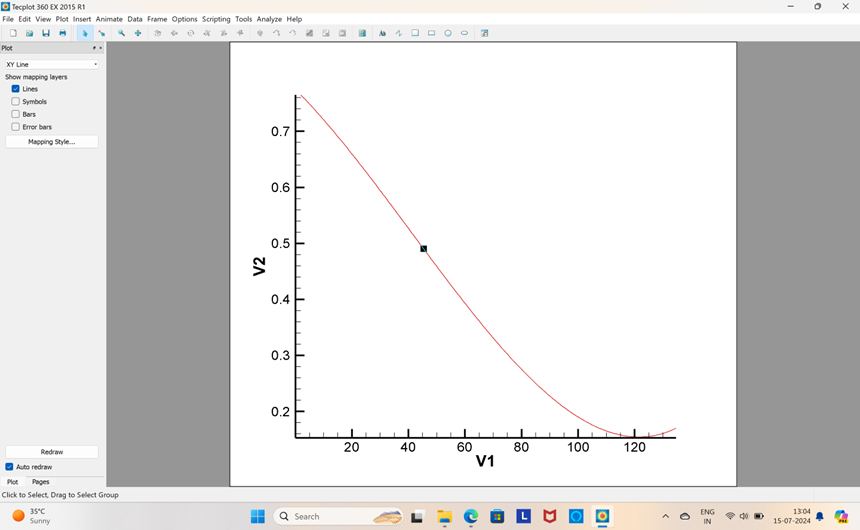 Tecplot 360 EX 2015 R1
File Edit View Plot Insert Animate Data Frame Options Scripting Tools Analyze Help
Plot
XY Line
Show mapping layers
Lines
Symbols
Bars
Error bars
Mapping Style...
0.7
0.6
0.5
0.4
0.3
0.2
V2
20 40 60 80 100 120
V1
Redraw
Auto redraw
Plot Pages
Click to Select, Drag to Select Group
35°C
Sunny
Search
L
ENG
IN
13:04
15-07-2024